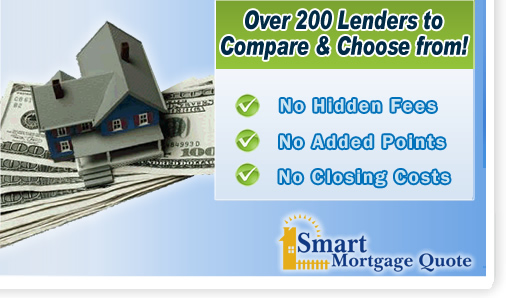 Over 200 Lenders to
Compare & Choose from!
No Hidden Fees
No Added Points
No Closing Costs
Smart
Mortgage Quote